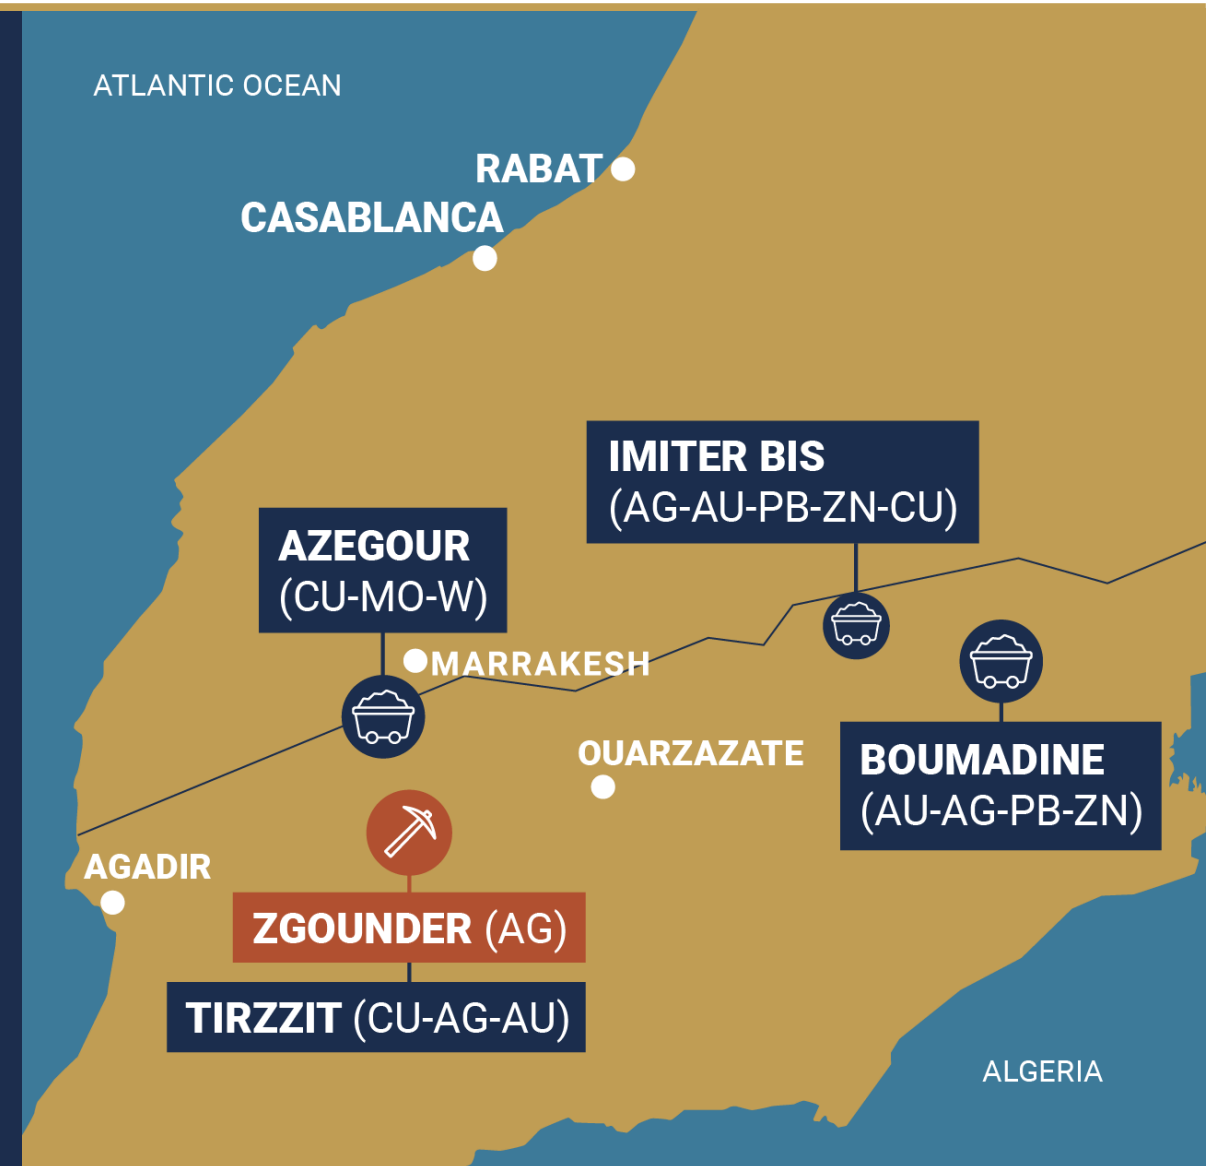 ATLANTIC OCEAN
RABAT
CASABLANCA
IMITER BIS
(AG-AU-PB-ZN-CU)
AZEGOUR
(CU-MO-W)
MARRAKESH
OUARZAZATE
BOUMADINE
(AU-AG-PB-ZN)
AGADIR
ZGOUNDER (AG)
TIRZZIT (CU-AG-AU)
ALGERIA